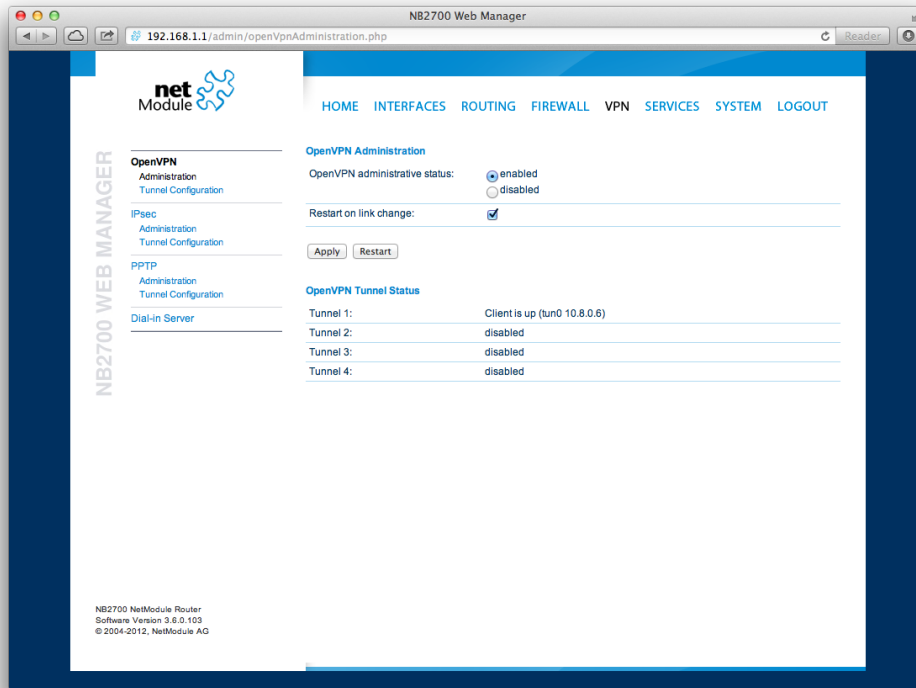 NB2700 Web Manager
192.168.1.1/admin/openVpnAdministration.php
Reader
net
Module
HOME INTERFACES ROUTING FIREWALL VPN SERVICES SYSTEM LOGOUT
NB2700 WEB MANAGER
OpenVPN
Administration
Tunnel Configuration
IPsec
Administration
Tunnel Configuration
PPTP
Administration
Tunnel Configuration
Dial-in Server
OpenVPN Administration
OpenVPN administrative status:
enabled
disabled
Restart on link change:
Apply Restart
OpenVPN Tunnel Status
Tunnel 1: Client is up (tun0 10.8.0.6)
Tunnel 2: disabled
Tunnel 3: disabled
Tunnel 4: disabled
NB2700 NetModule Router
Software Version 3.6.0.103
© 2004-2012, NetModule AG